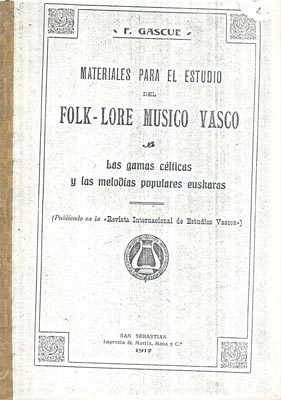 F. GASCUE
MATERIALES PARA EL ESTUDIO
DEL
FOLK-LORE MUSICO VASCO
Las gamas célticas
y las melodías populares euskaras
(Publicado en la «Revista Internacional de Estudios Vascos»)
SAN SEBASTIAN
Imprenta de Martín, Mena y C.ª
1917